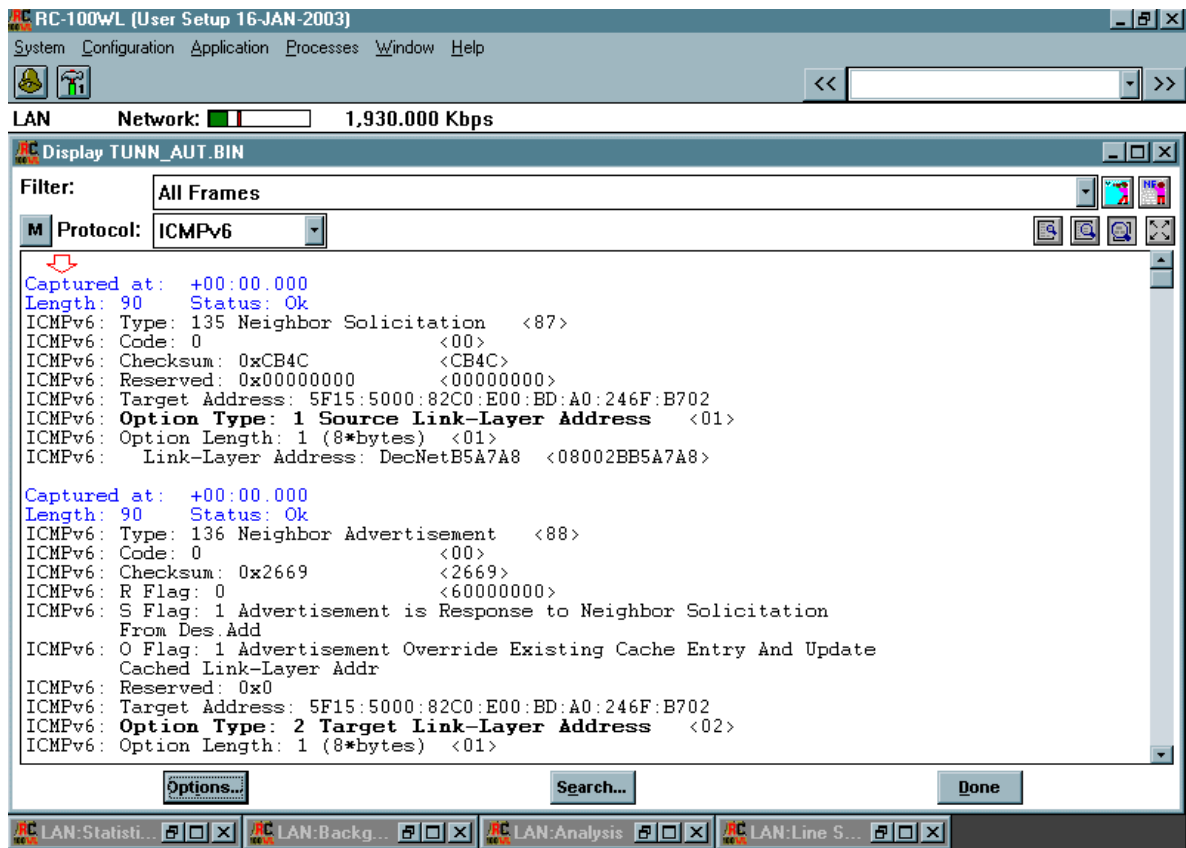 RC-100WL (User Setup 16-JAN-2003)
System Configuration Application Processes Window Help
<< >>
LAN Network: 1,930.000 Kbps
Display TUNN_AUT.BIN
Filter: All Frames
M Protocol: ICMPv6
Captured at: +00:00.000
Length: 90 Status: Ok
ICMPv6: Type: 135 Neighbor Solicitation <87>
ICMPv6: Code: 0 <00>
ICMPv6: Checksum: 0xCB4C <CB4C>
ICMPv6: Reserved: 0x00000000 <00000000>
ICMPv6: Target Address: 5F15:5000:82C0:E00:BD:A0:246F:B702
ICMPv6: Option Type: 1 Source Link-Layer Address <01>
ICMPv6: Option Length: 1 (8*bytes) <01>
ICMPv6: Link-Layer Address: DecNetB5A7A8 <08002BB5A7A8>
Captured at: +00:00.000
Length: 90 Status: Ok
ICMPv6: Type: 136 Neighbor Advertisement <88>
ICMPv6: Code: 0 <00>
ICMPv6: Checksum: 0x2669 <2669>
ICMPv6: R Flag: 0 <60000000>
ICMPv6: S Flag: 1 Advertisement is Response to Neighbor Solicitation
From Des.Add
ICMPv6: O Flag: 1 Advertisement Override Existing Cache Entry And Update
Cached Link-Layer Addr
ICMPv6: Reserved: 0x0
ICMPv6: Target Address: 5F15:5000:82C0:E00:BD:A0:246F:B702
ICMPv6: Option Type: 2 Target Link-Layer Address <02>
ICMPv6: Option Length: 1 (8*bytes) <01>
Options... Search... Done
LAN:Statisti... LAN:Backg... LAN:Analysis LAN:Line S...